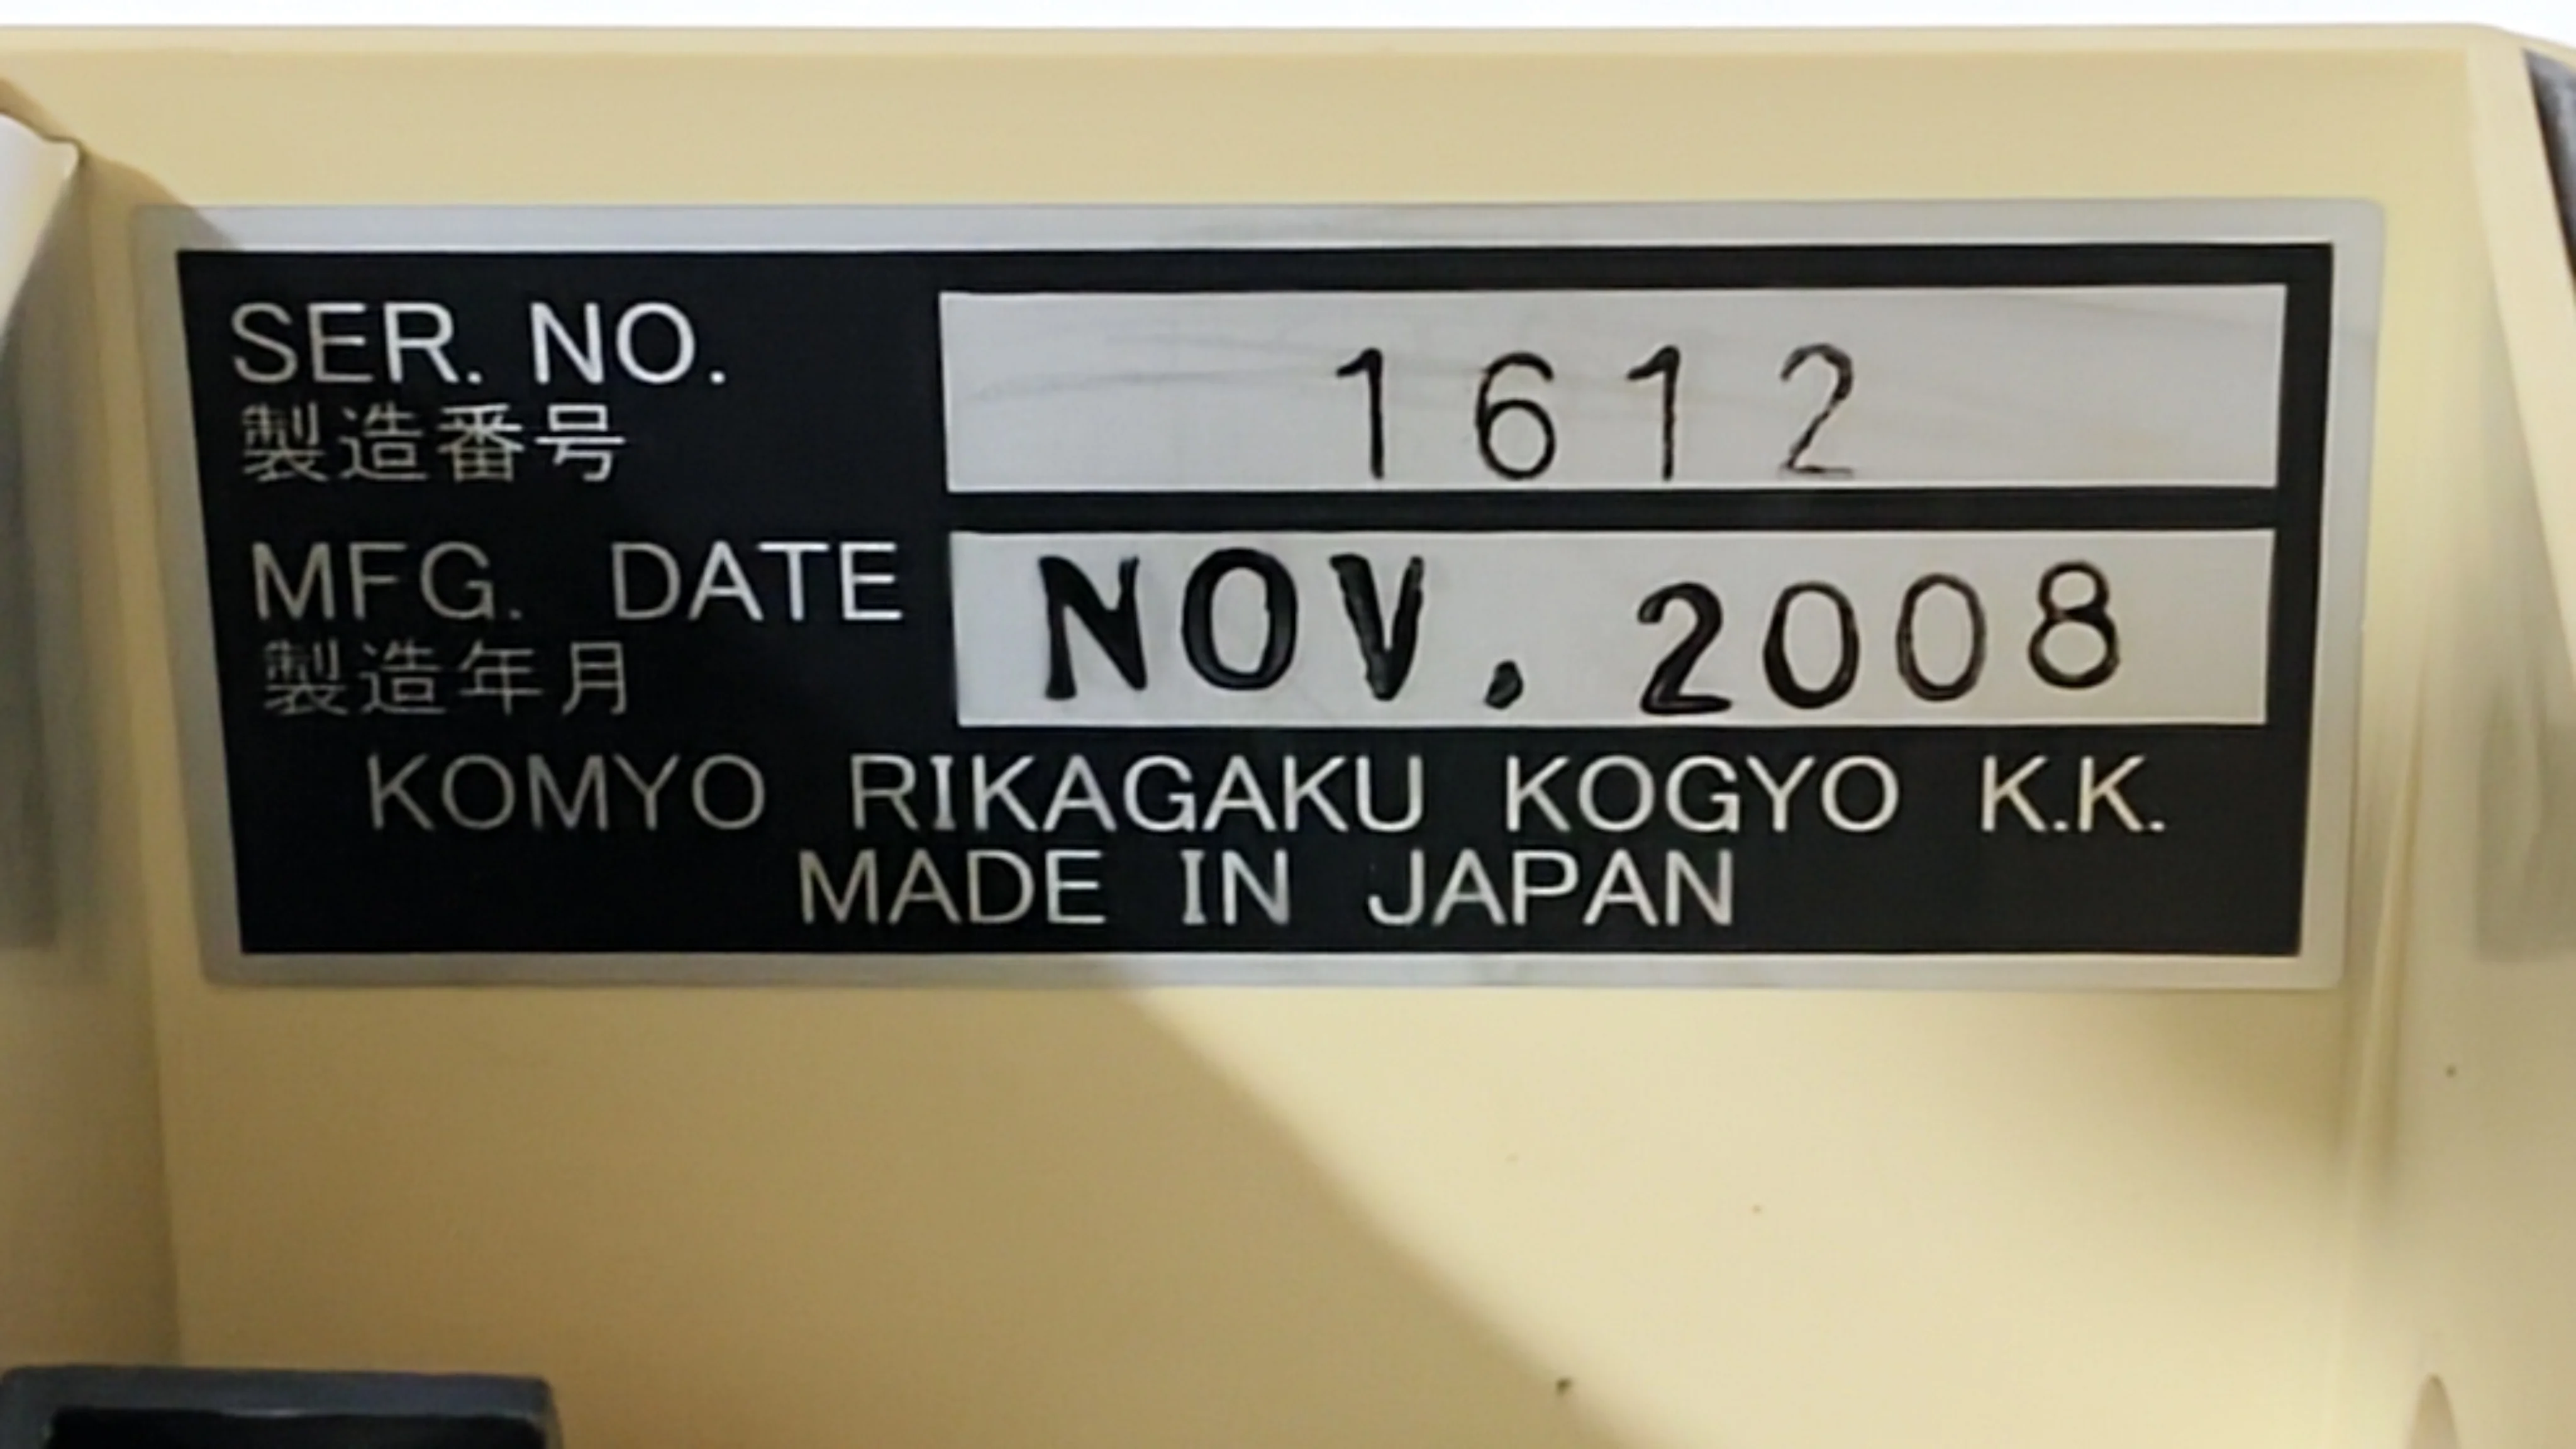 SER. NO. 1612
製造番号
MFG. DATE NOV. 2008
製造年月
KOMYO RIKAGAKU KOGYO K.K.
MADE IN JAPAN